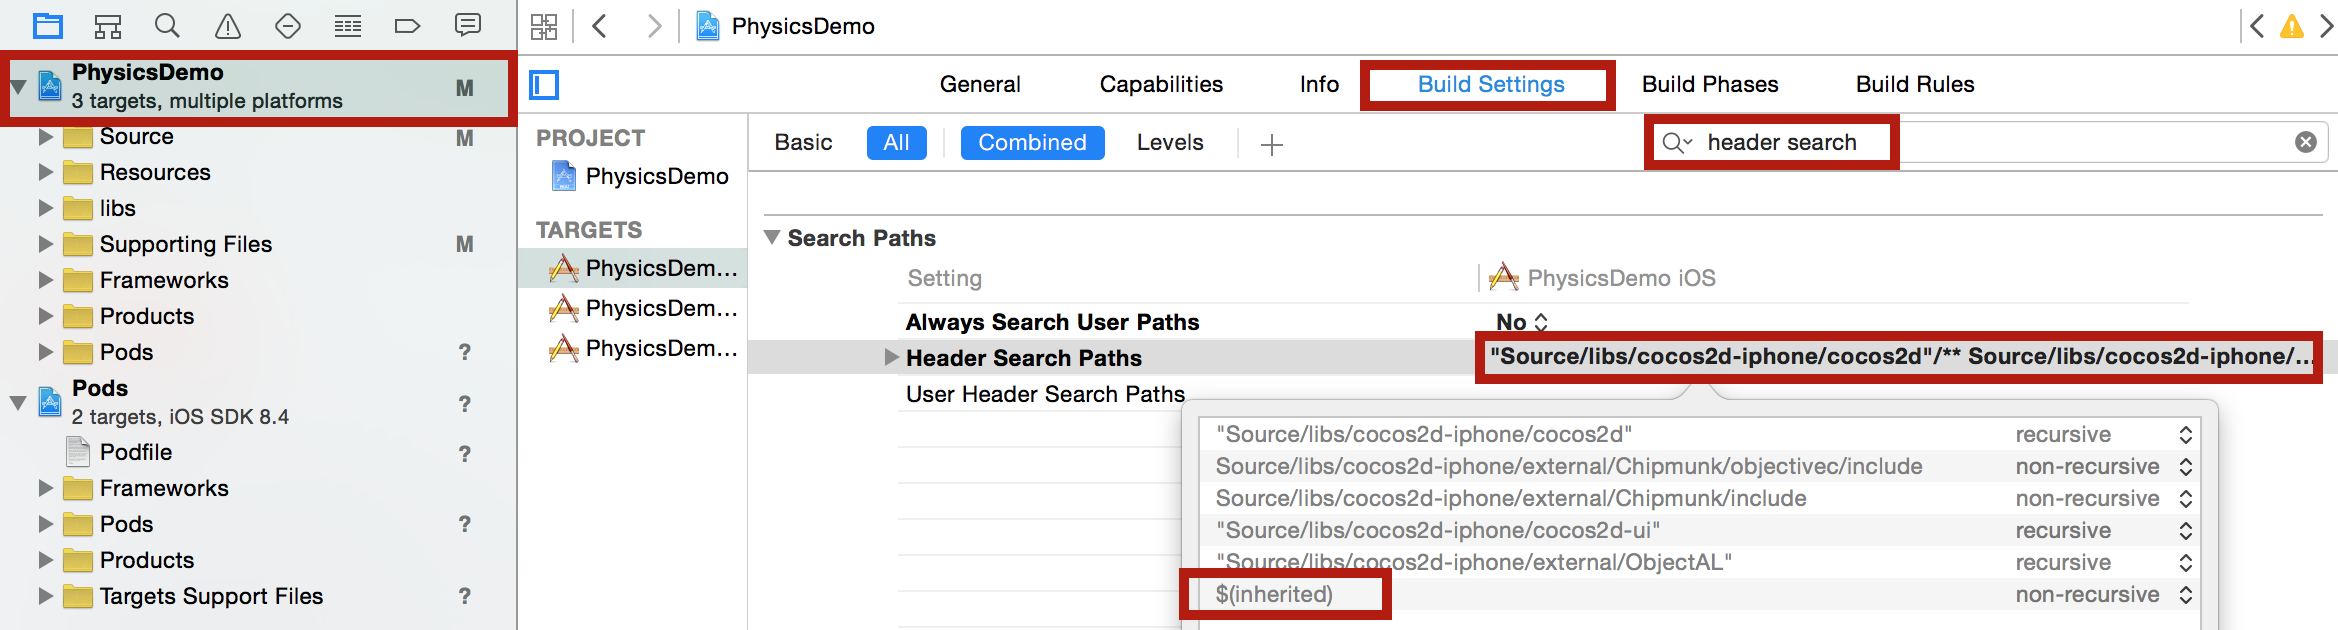 PhysicsDemo
3 targets, multiple platforms
M
Source
M
Resources
libs
Supporting Files
M
Frameworks
Products
Pods
?
Pods
2 targets, iOS SDK 8.4
?
Podfile
?
Frameworks
Pods
?
Products
Targets Support Files
?
PhysicsDemo
General Capabilities Info Build Settings Build Phases Build Rules
PROJECT
PhysicsDemo
TARGETS
PhysicsDem...
PhysicsDem...
PhysicsDem...
Basic All Combined Levels + header search
Search Paths
Setting PhysicsDemo iOS
Always Search User Paths No
Header Search Paths "Source/libs/cocos2d-iphone/cocos2d"/** Source/libs/cocos2d-iphone/...
User Header Search Paths
"Source/libs/cocos2d-iphone/cocos2d" recursive
Source/libs/cocos2d-iphone/external/Chipmunk/objectivec/include non-recursive
Source/libs/cocos2d-iphone/external/Chipmunk/include non-recursive
"Source/libs/cocos2d-iphone/cocos2d-ui" recursive
"Source/libs/cocos2d-iphone/external/ObjectAL" recursive
$(inherited) non-recursive